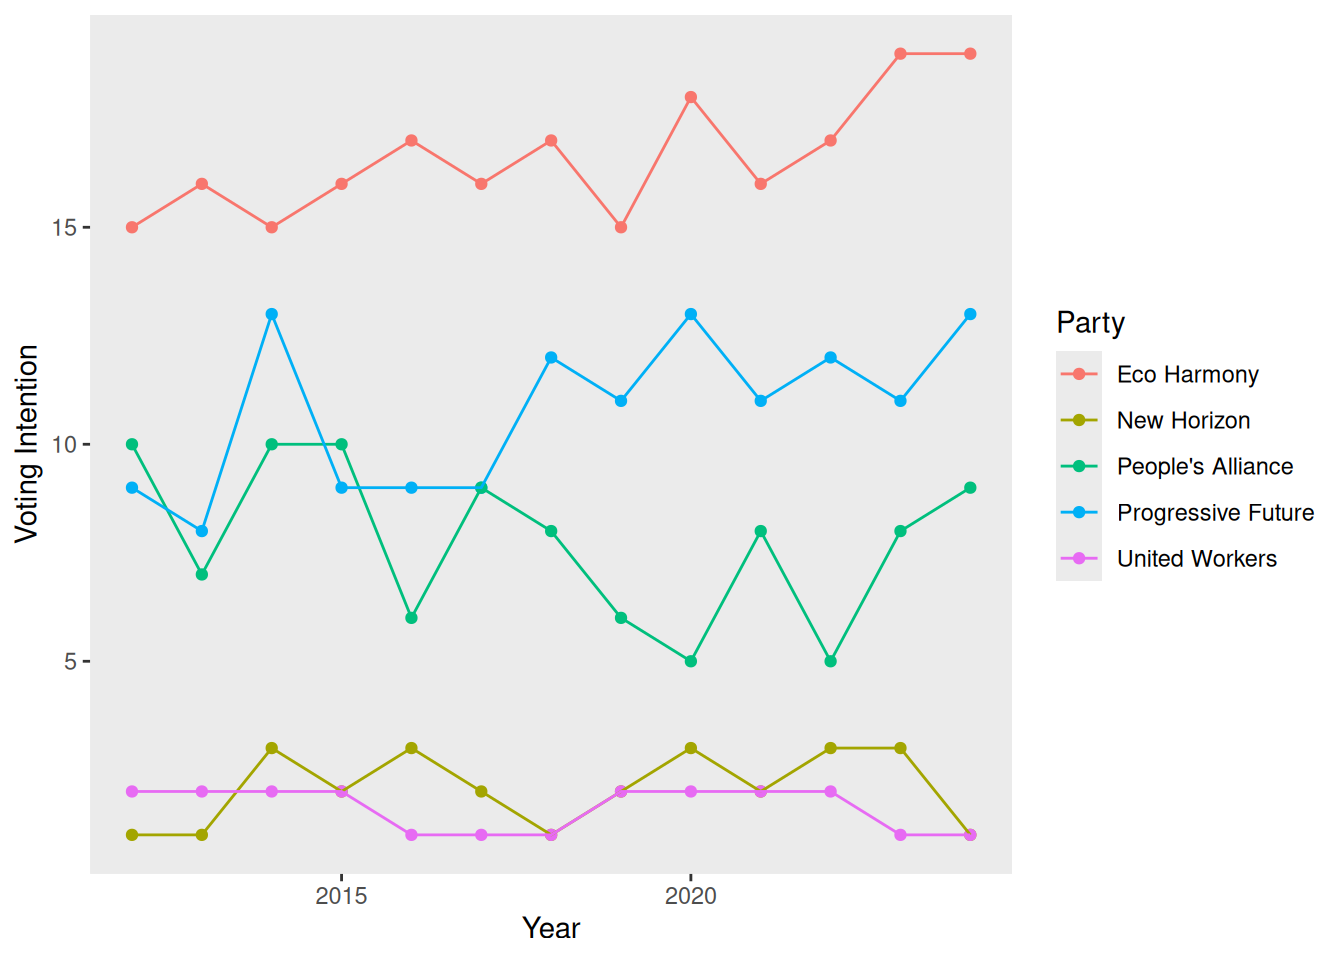 15
10
5
Voting Intention
2015
2020
Year
Party
Eco Harmony
New Horizon
People's Alliance
Progressive Future
United Workers